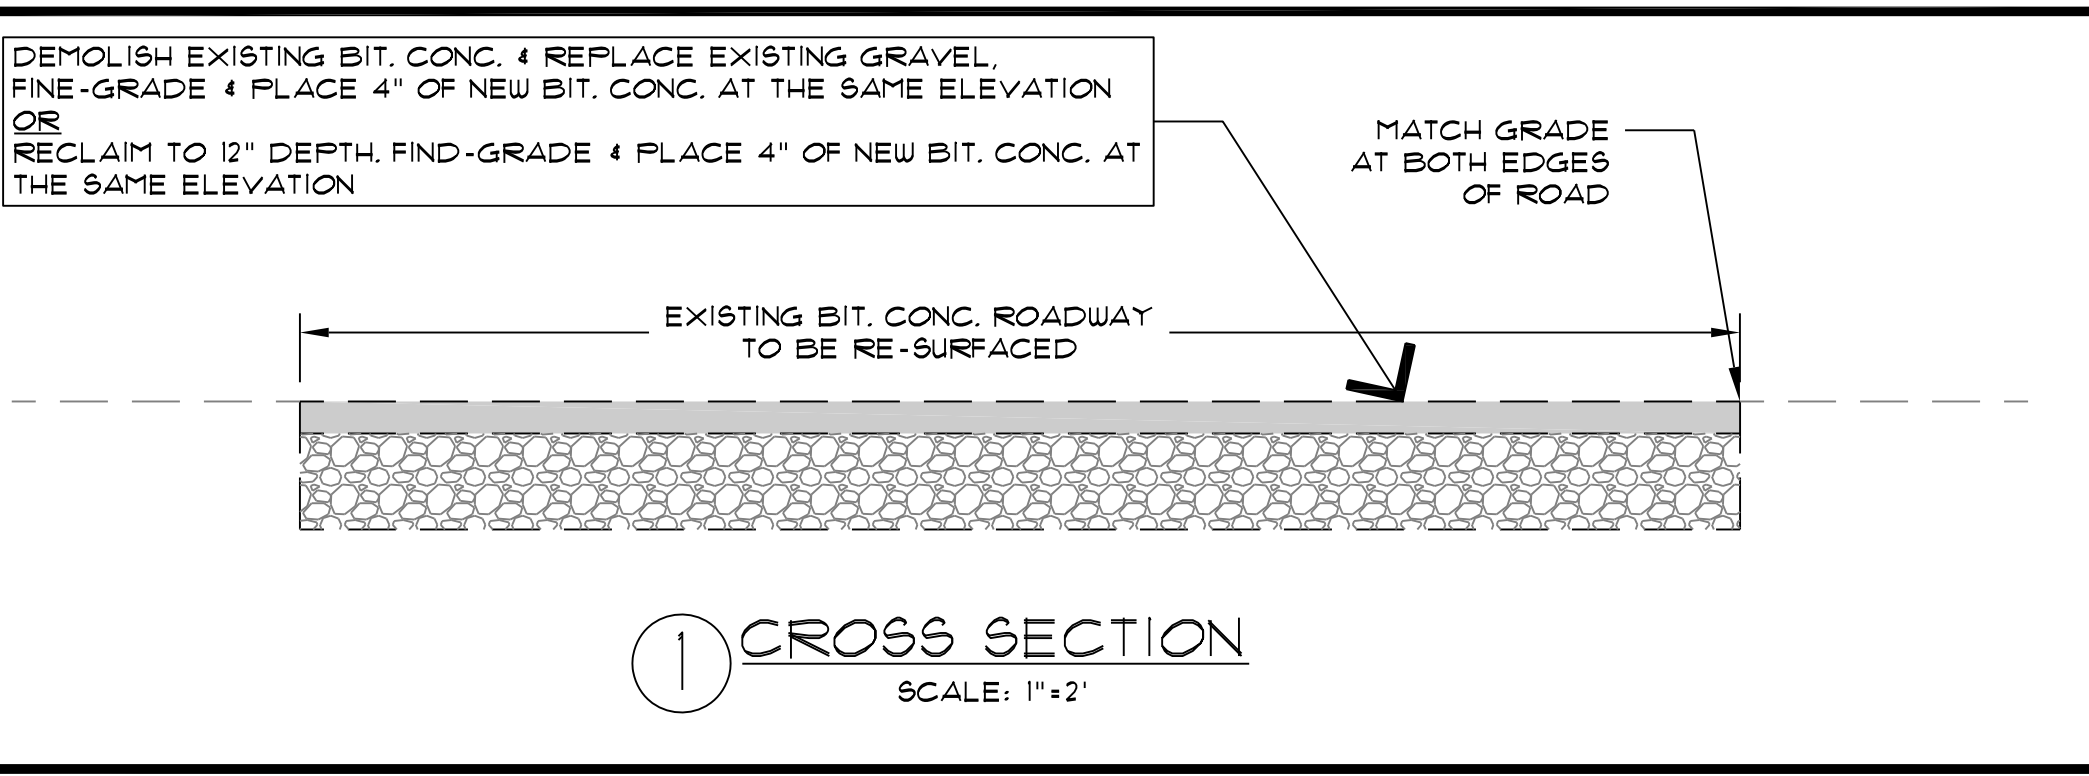 DEMOLISH EXISTING BIT. CONC. & REPLACE EXISTING GRAVEL,
FINE-GRADE & PLACE 4" OF NEW BIT. CONC. AT THE SAME ELEVATION
OR
RECLAIM TO 12" DEPTH. FIND-GRADE & PLACE 4" OF NEW BIT. CONC. AT
THE SAME ELEVATION
MATCH GRADE
AT BOTH EDGES
OF ROAD
EXISTING BIT. CONC. ROADWAY
TO BE RE-SURFACED
1 CROSS SECTION
SCALE: 1"=2'